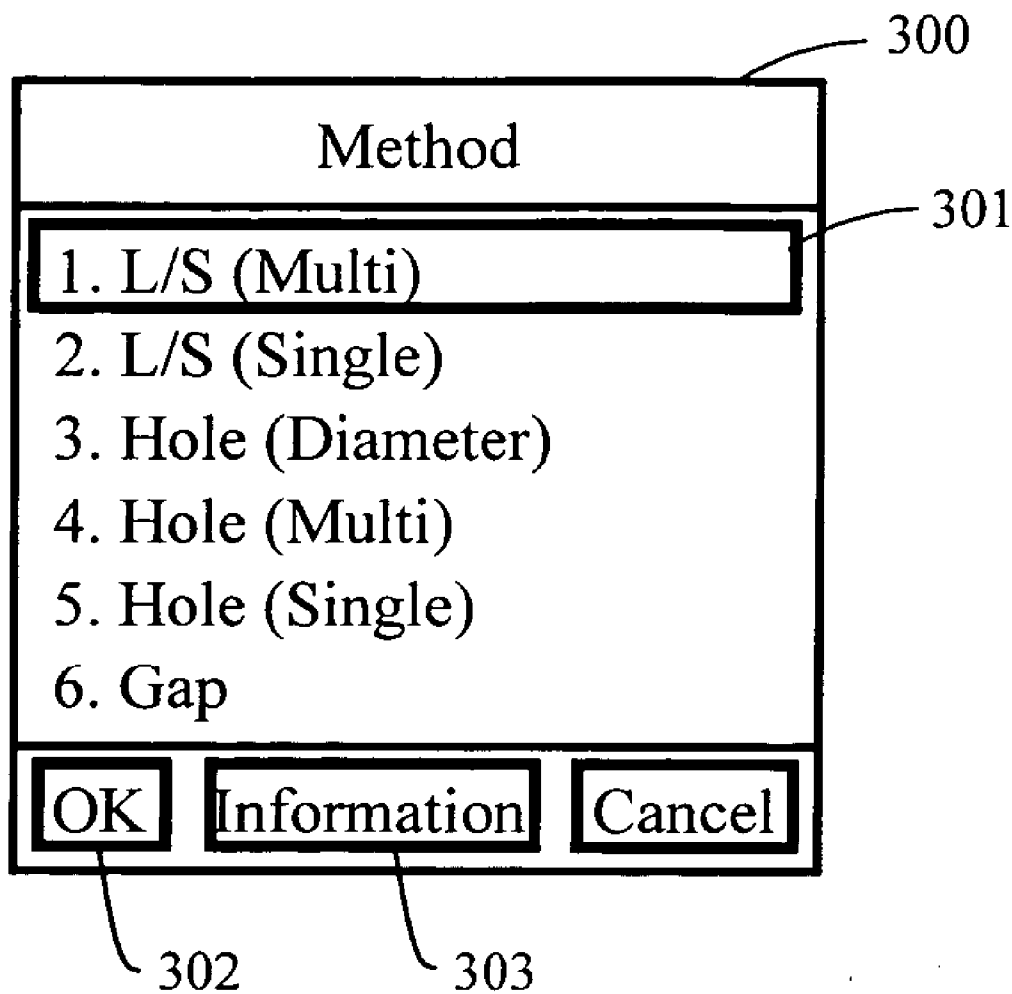 300
Method
301
1. L/S (Multi)
2. L/S (Single)
3. Hole (Diameter)
4. Hole (Multi)
5. Hole (Single)
6. Gap
OK Information Cancel
302 303